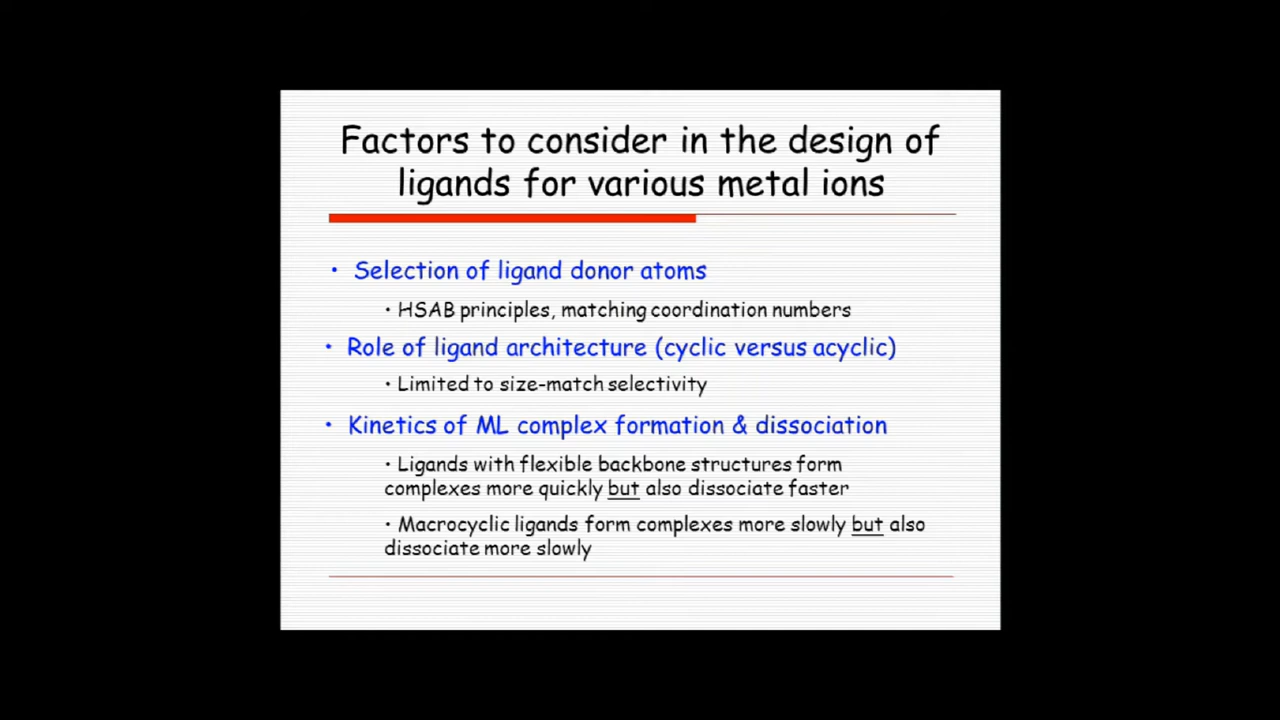 Factors to consider in the design of
ligands for various metal ions
• Selection of ligand donor atoms
• HSAB principles, matching coordination numbers
• Role of ligand architecture (cyclic versus acyclic)
• Limited to size-match selectivity
• Kinetics of ML complex formation & dissociation
• Ligands with flexible backbone structures form
complexes more quickly but also dissociate faster
• Macrocyclic ligands form complexes more slowly but also
dissociate more slowly